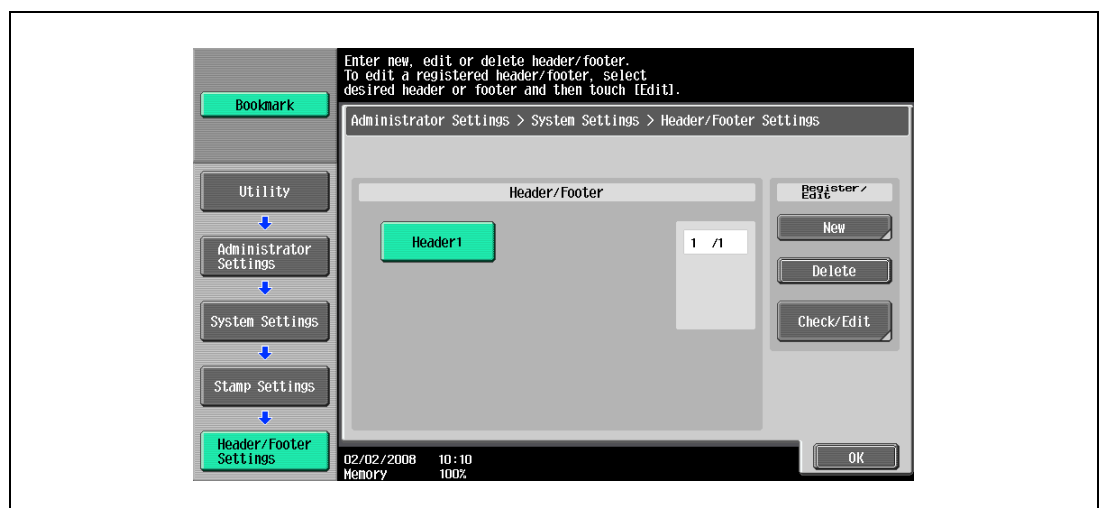 Enter new, edit or delete header/footer.
To edit a registered header/footer, select
desired header or footer and then touch [Edit].
Bookmark
Administrator Settings > System Settings > Header/Footer Settings
Utility
Administrator
Settings
System Settings
Stamp Settings
Header/Footer
Settings
Header/Footer
Header1
1 /1
Register/
Edit
New
Delete
Check/Edit
02/02/2008 10:10
Memory 100%
OK